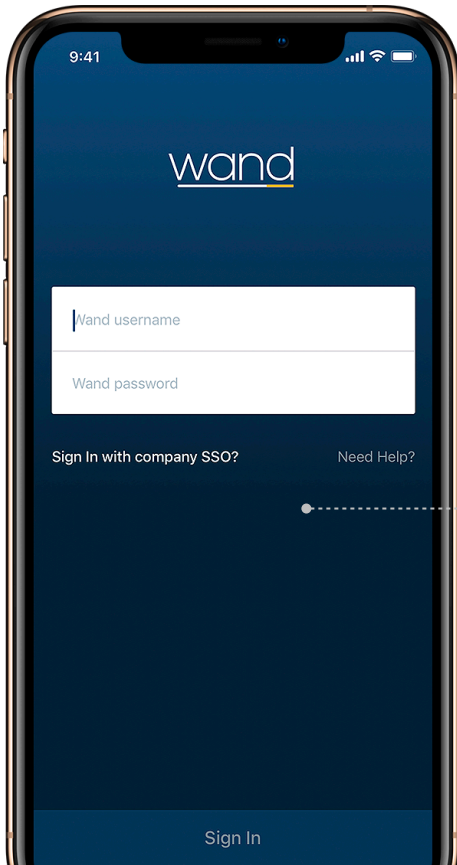 9:41
wand
Wand username
Wand password
Sign In with company SSO? Need Help?
Sign In